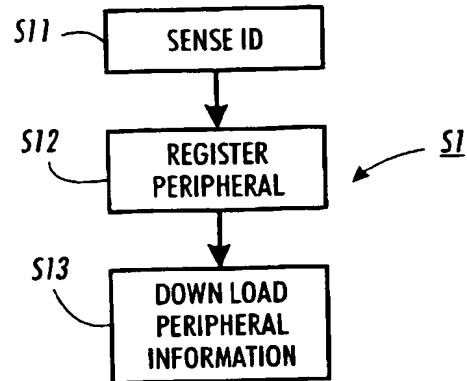 S11
SENSE ID
S12
REGISTER
PERIPHERAL
S1
S13
DOWN LOAD
PERIPHERAL
INFORMATION